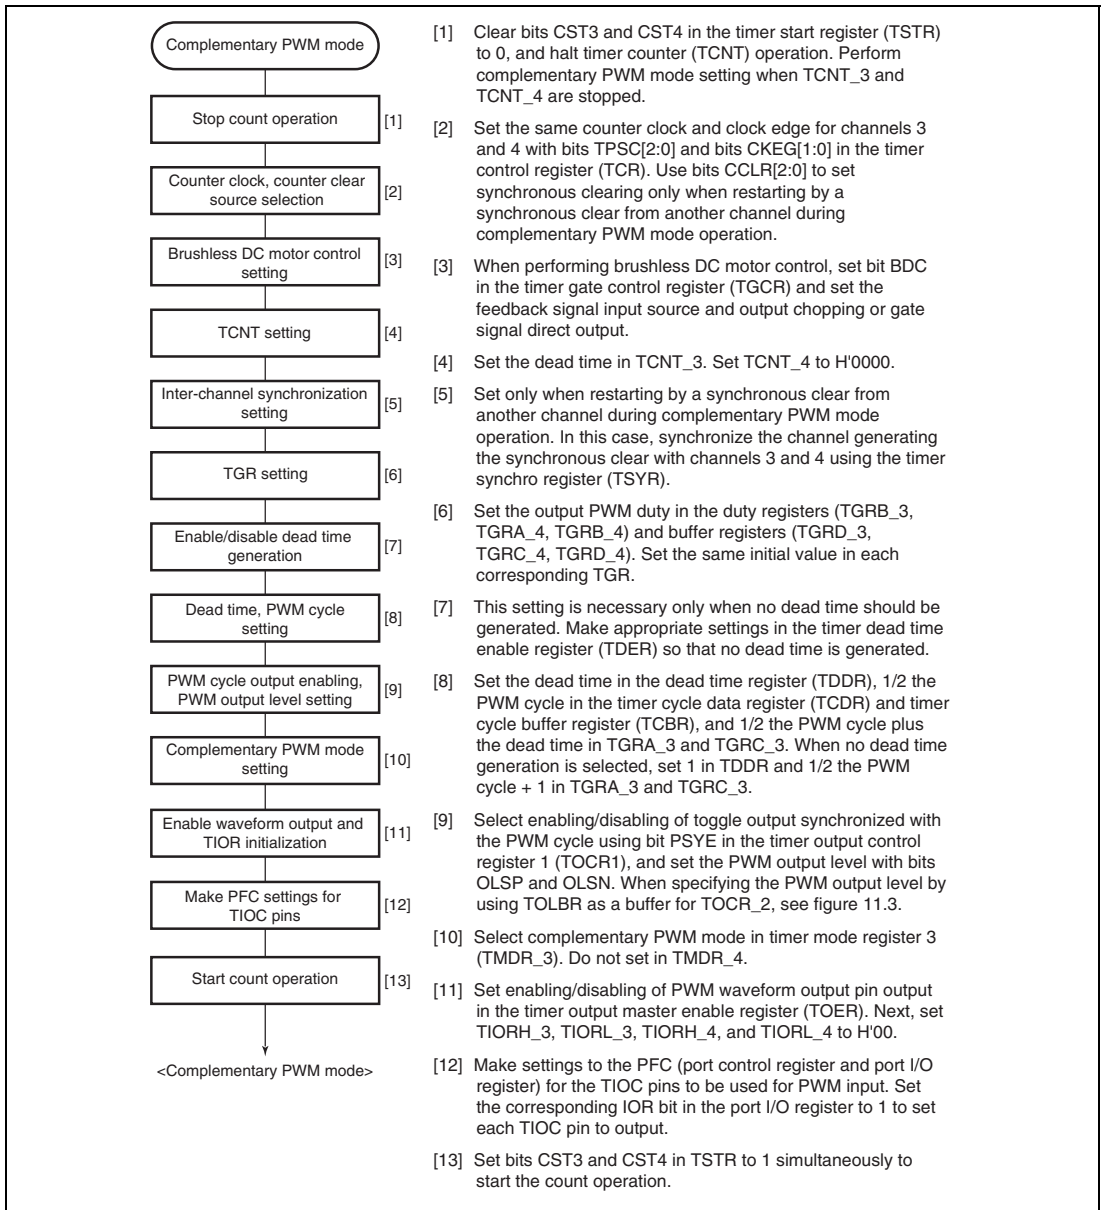 Complementary PWM mode
Stop count operation
[1]
Counter clock, counter clear
source selection
[2]
Brushless DC motor control
setting
[3]
TCNT setting
[4]
Inter-channel synchronization
setting
[5]
TGR setting
[6]
Enable/disable dead time
generation
[7]
Dead time, PWM cycle
setting
[8]
PWM cycle output enabling,
PWM output level setting
[9]
Complementary PWM mode
setting
[10]
Enable waveform output and
TIOR initialization
[11]
Make PFC settings for
TIOC pins
[12]
Start count operation
[13]
<Complementary PWM mode>
[1] Clear bits CST3 and CST4 in the timer start register (TSTR)
to 0, and halt timer counter (TCNT) operation. Perform
complementary PWM mode setting when TCNT_3 and
TCNT_4 are stopped.
[2] Set the same counter clock and clock edge for channels 3
and 4 with bits TPSC[2:0] and bits CKEG[1:0] in the timer
control register (TCR). Use bits CCLR[2:0] to set
synchronous clearing only when restarting by a
synchronous clear from another channel during
complementary PWM mode operation.
[3] When performing brushless DC motor control, set bit BDC
in the timer gate control register (TGCR) and set the
feedback signal input source and output chopping or gate
signal direct output.
[4] Set the dead time in TCNT_3. Set TCNT_4 to H'0000.
[5] Set only when restarting by a synchronous clear from
another channel during complementary PWM mode
operation. In this case, synchronize the channel generating
the synchronous clear with channels 3 and 4 using the timer
synchro register (TSYR).
[6] Set the output PWM duty in the duty registers (TGRB_3,
TGRA_4, TGRB_4) and buffer registers (TGRD_3,
TGRC_4, TGRD_4). Set the same initial value in each
corresponding TGR.
[7] This setting is necessary only when no dead time should be
generated. Make appropriate settings in the timer dead time
enable register (TDER) so that no dead time is generated.
[8] Set the dead time in the dead time register (TDDR), 1/2 the
PWM cycle in the timer cycle data register (TCDR) and timer
cycle buffer register (TCBR), and 1/2 the PWM cycle plus
the dead time in TGRA_3 and TGRC_3. When no dead time
generation is selected, set 1 in TDDR and 1/2 the PWM
cycle + 1 in TGRA_3 and TGRC_3.
[9] Select enabling/disabling of toggle output synchronized with
the PWM cycle using bit PSYE in the timer output control
register 1 (TOCR1), and set the PWM output level with bits
OLSP and OLSN. When specifying the PWM output level by
using TOLBR as a buffer for TOCR_2, see figure 11.3.
[10] Select complementary PWM mode in timer mode register 3
(TMDR_3). Do not set in TMDR_4.
[11] Set enabling/disabling of PWM waveform output pin output
in the timer output master enable register (TOER). Next, set
TIORH_3, TIORL_3, TIORH_4, and TIORL_4 to H'00.
[12] Make settings to the PFC (port control register and port I/O
register) for the TIOC pins to be used for PWM input. Set
the corresponding IOR bit in the port I/O register to 1 to set
each TIOC pin to output.
[13] Set bits CST3 and CST4 in TSTR to 1 simultaneously to
start the count operation.